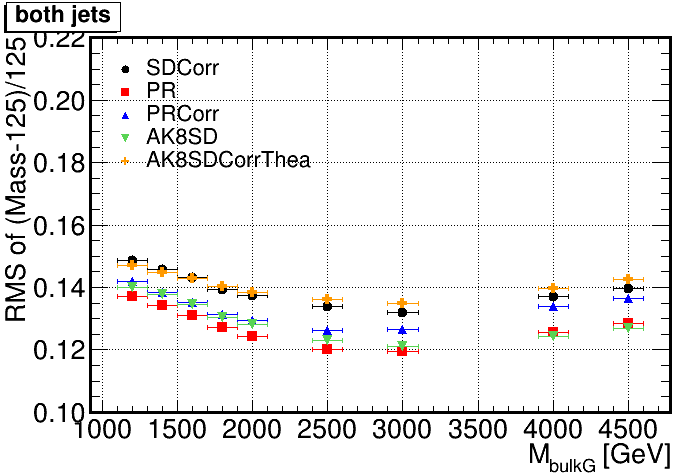 both jets
RMS of (Mass-125)/125
0.22
0.20
0.18
0.16
0.14
0.12
0.10
SDCorr
PR
PRCorr
AK8SD
AK8SDCorrThea
1000 1500 2000 2500 3000 3500 4000 4500
M_bulkG [GeV]